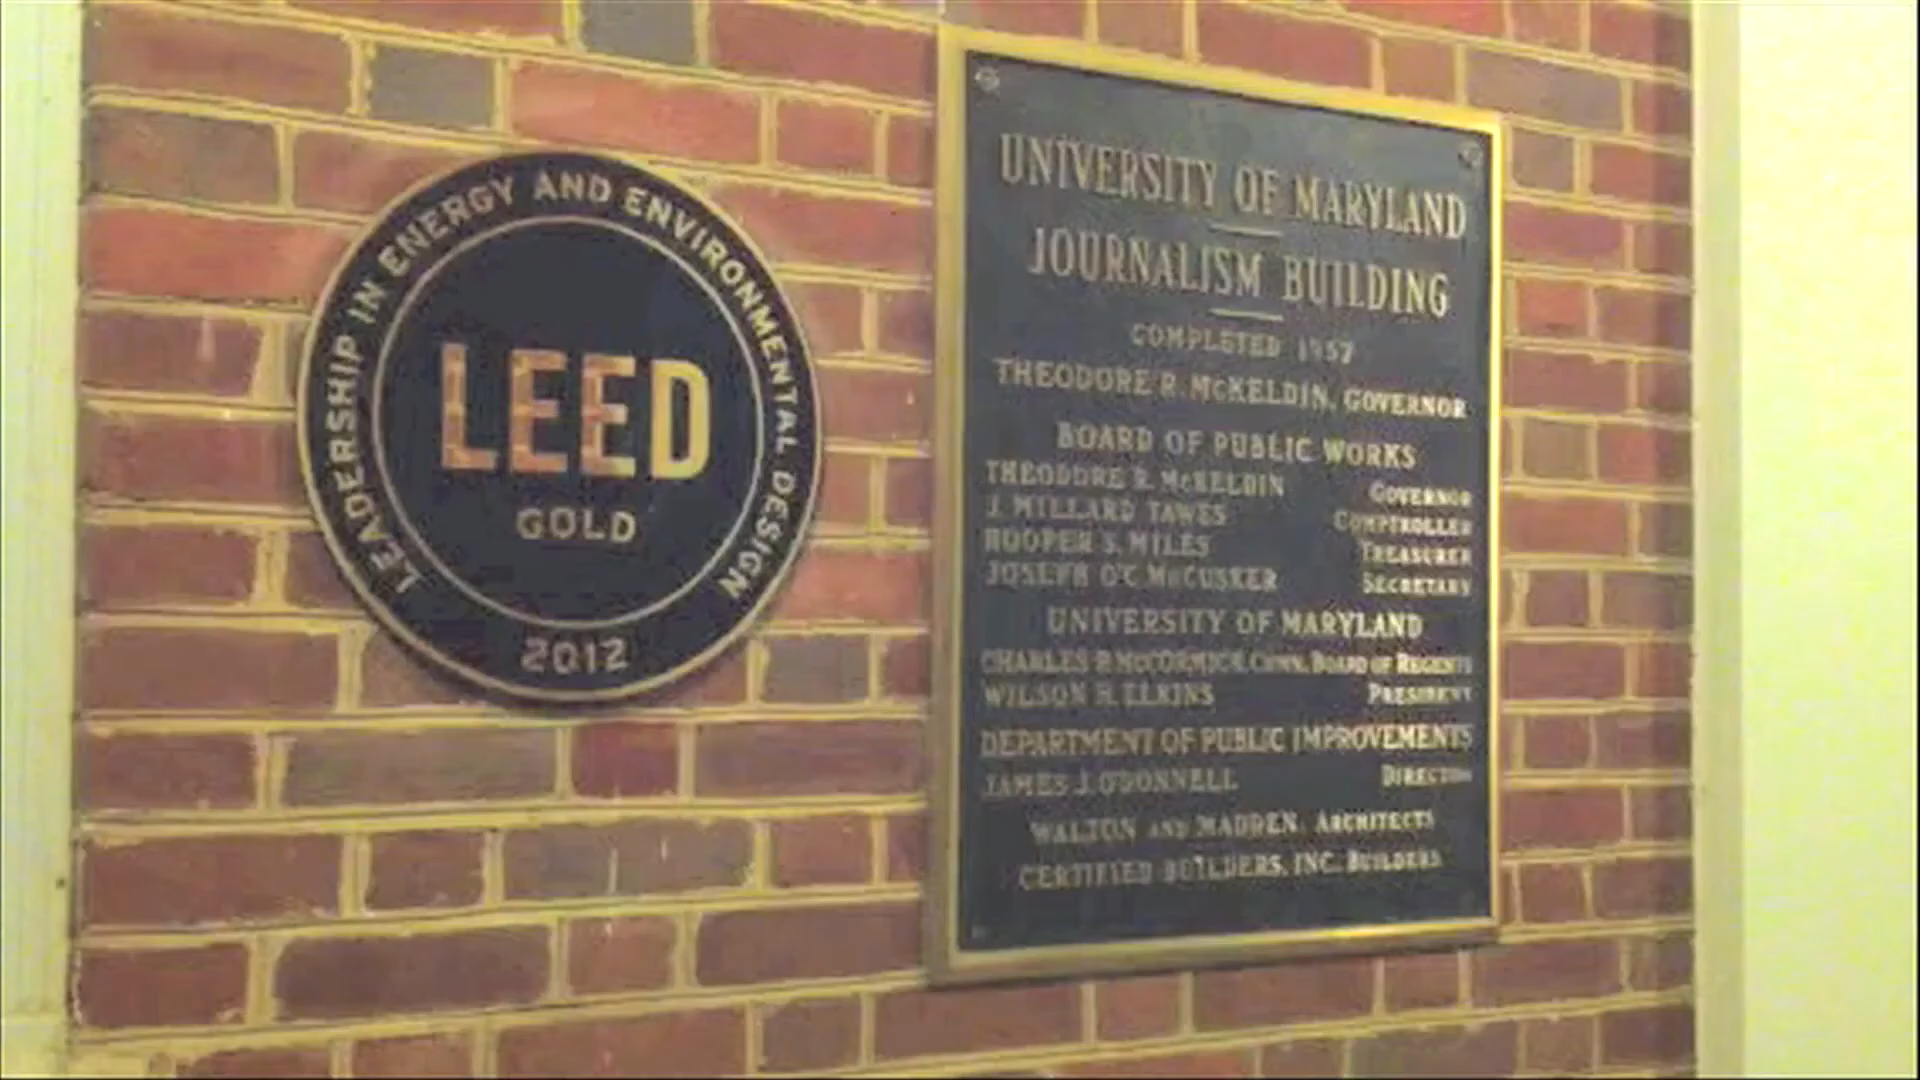 LEADERSHIP IN ENERGY AND ENVIRONMENTAL DESIGN
LEED
GOLD
2012
UNIVERSITY OF MARYLAND
JOURNALISM BUILDING
COMPLETED 1957
THEODORE R. McKELDIN, GOVERNOR
BOARD OF PUBLIC WORKS
THEODORE R. McKELDIN GOVERNOR
J. MILLARD TAWES COMPTROLLER
HOOPER S. MILES TREASURER
JOSEPH O'C. McCUSKER SECRETARY
UNIVERSITY OF MARYLAND
CHARLES P. McCORMICK, CHMN. BOARD OF REGENTS
WILSON H. ELKINS PRESIDENT
DEPARTMENT OF PUBLIC IMPROVEMENTS
JAMES J. O'DONNELL DIRECTOR
WALTON AND MADDEN, ARCHITECTS
CERTIFIED BUILDERS, INC. BUILDERS